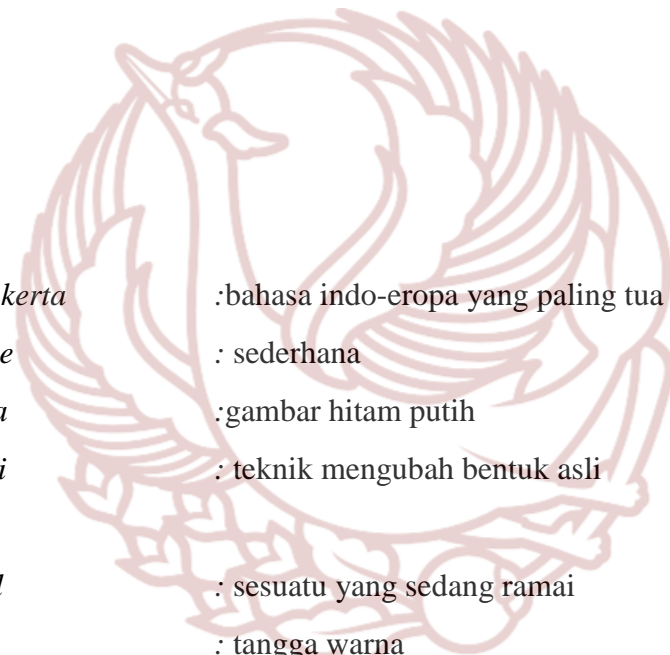 kerta :bahasa indo-eropa yang paling tua
e : sederhana
a :gambar hitam putih
i : teknik mengubah bentuk asli
l : sesuatu yang sedang ramai
: tangga warna